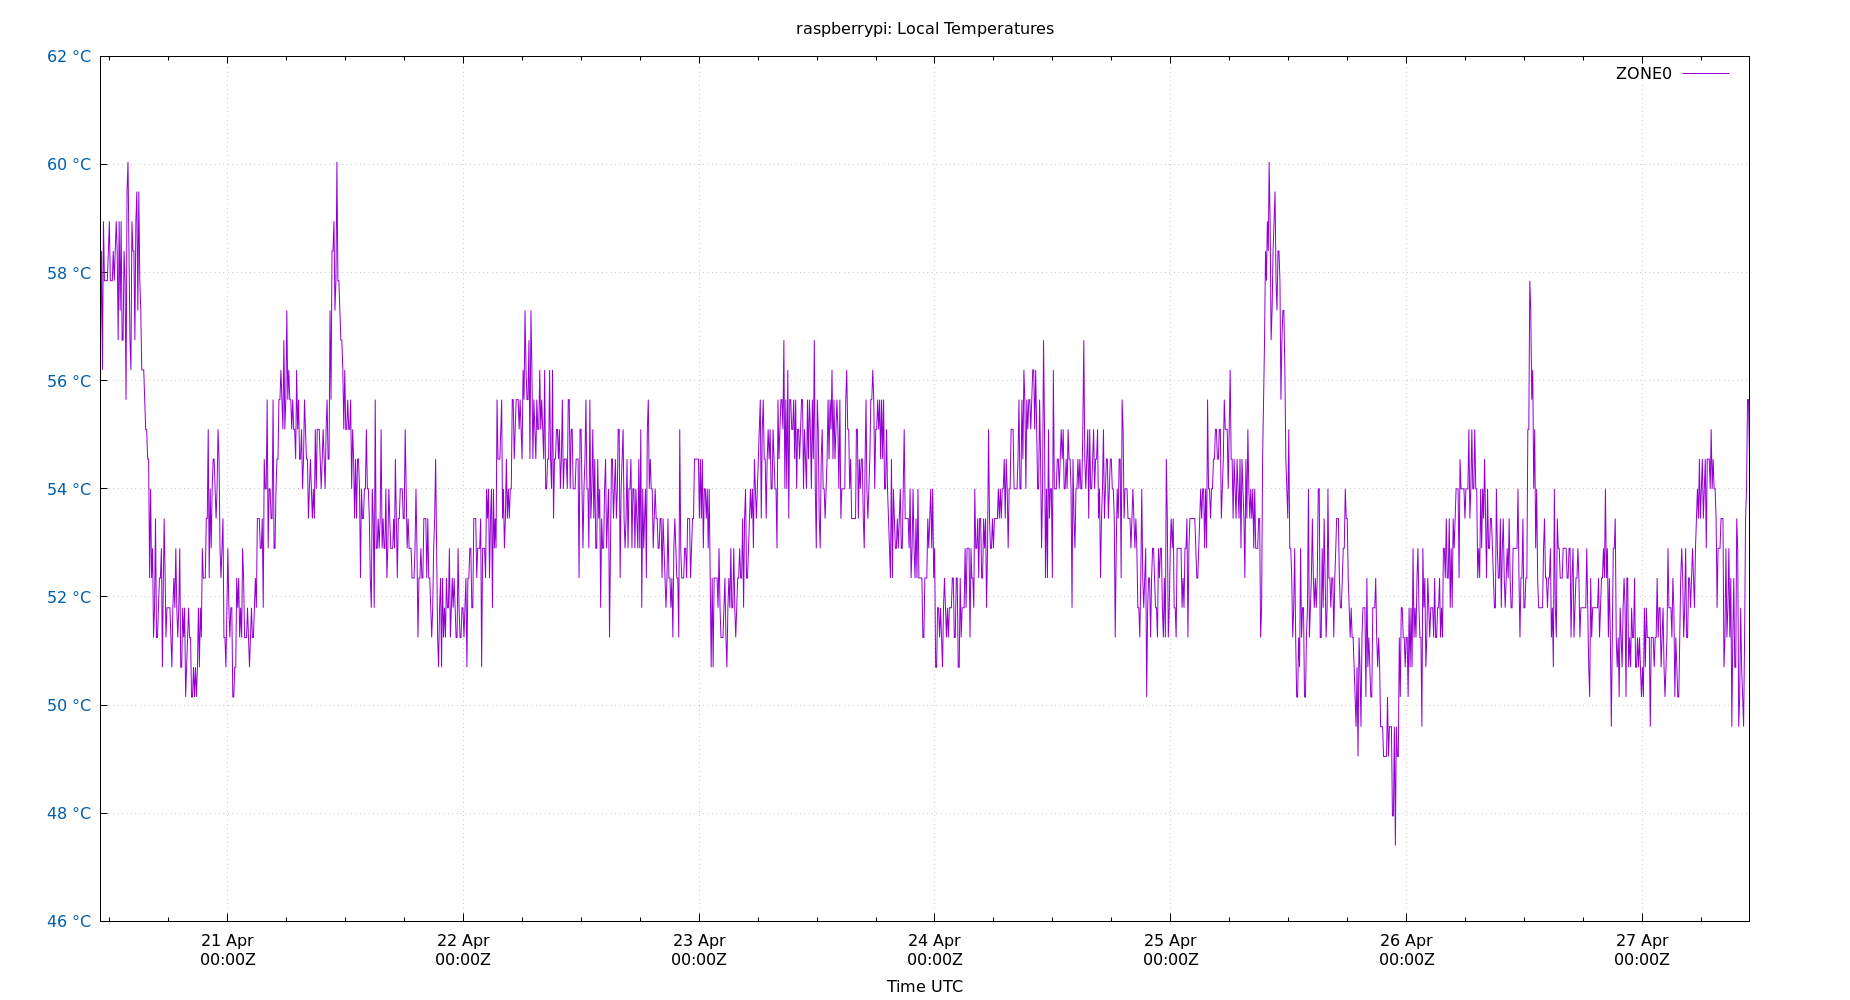 raspberrypi: Local Temperatures
62 °C
ZONE0
60 °C
58 °C
56 °C
54 °C
52 °C
50 °C
48 °C
46 °C
21 Apr 22 Apr 23 Apr 24 Apr 25 Apr 26 Apr 27 Apr
00:00Z 00:00Z 00:00Z 00:00Z 00:00Z 00:00Z 00:00Z
Time UTC